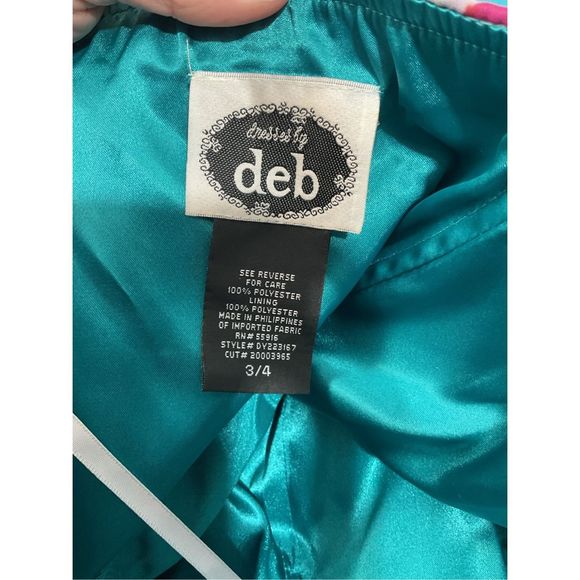 dresses by
deb
SEE REVERSE
FOR CARE
100% POLYESTER
LINING
100% POLYESTER
MADE IN PHILIPPINES
OF IMPORTED FABRIC
RN# 55916
STYLE# DY223167
CUT# 20003965
3/4